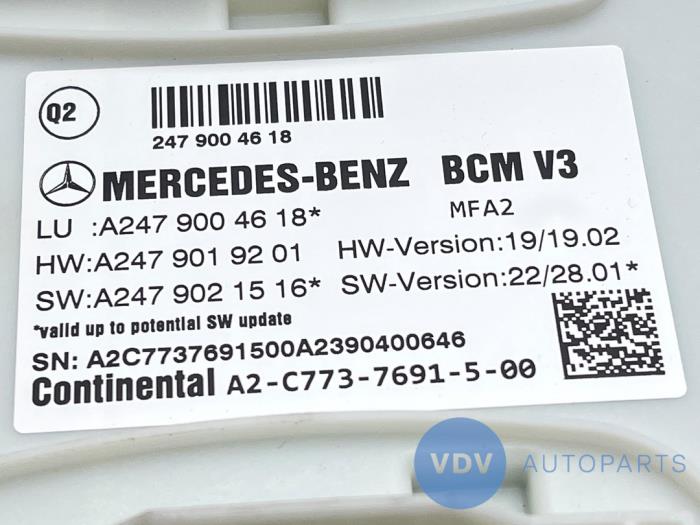 Q2
247 900 46 18
MERCEDES-BENZ BCM V3
LU :A247 900 46 18* MFA2
HW:A247 901 92 01 HW-Version:19/19.02
SW:A247 902 15 16* SW-Version:22/28.01*
*valid up to potential SW update
SN: A2C7737691500A2390400646
Continental A2-C773-7691-5-00
VDV AUTOPARTS